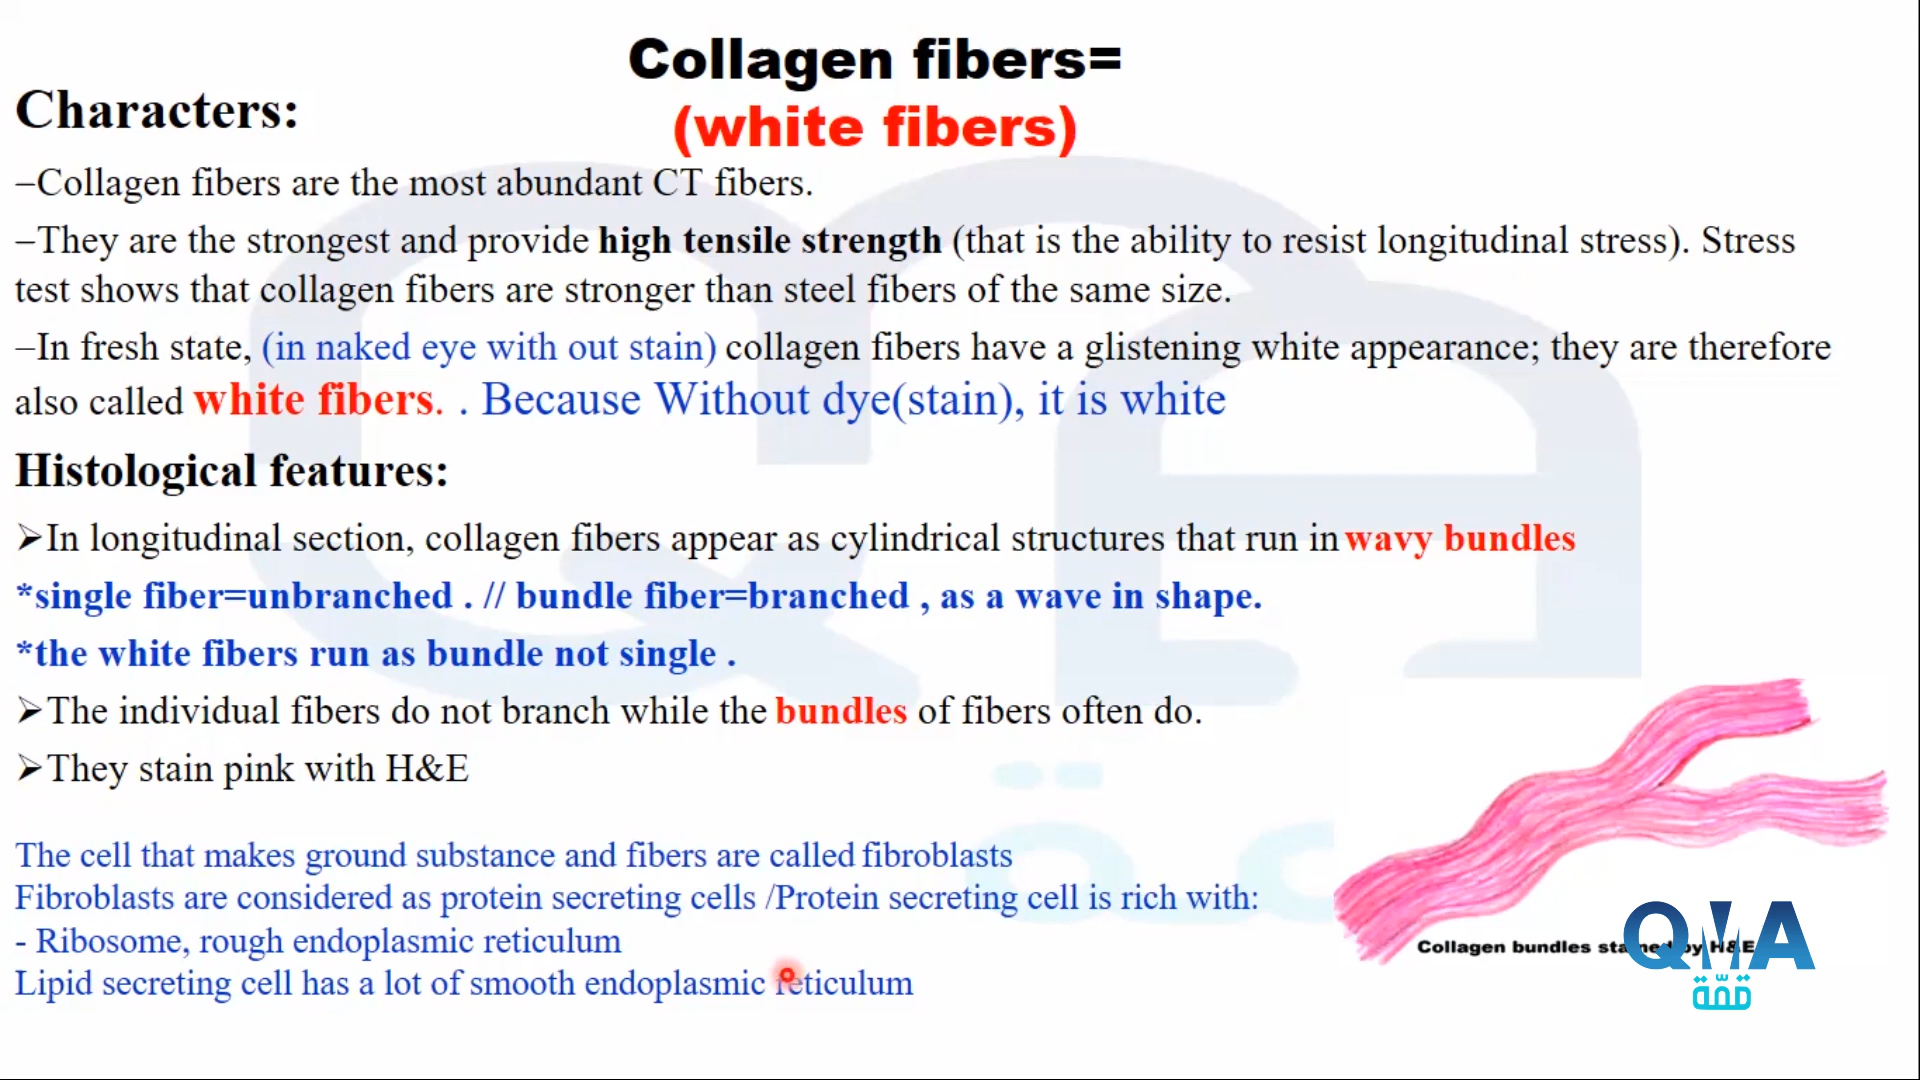 Collagen fibers=
(white fibers)
Characters:
–Collagen fibers are the most abundant CT fibers.
–They are the strongest and provide high tensile strength (that is the ability to resist longitudinal stress). Stress
test shows that collagen fibers are stronger than steel fibers of the same size.
–In fresh state, (in naked eye with out stain) collagen fibers have a glistening white appearance; they are therefore
also called white fibers. . Because Without dye(stain), it is white
Histological features:
➢In longitudinal section, collagen fibers appear as cylindrical structures that run in wavy bundles
*single fiber=unbranched . // bundle fiber=branched , as a wave in shape.
*the white fibers run as bundle not single .
➢The individual fibers do not branch while the bundles of fibers often do.
➢They stain pink with H&E
The cell that makes ground substance and fibers are called fibroblasts
Fibroblasts are considered as protein secreting cells /Protein secreting cell is rich with:
- Ribosome, rough endoplasmic reticulum
Lipid secreting cell has a lot of smooth endoplasmic reticulum
Collagen bundles stained by H&E
QMA
قمّة